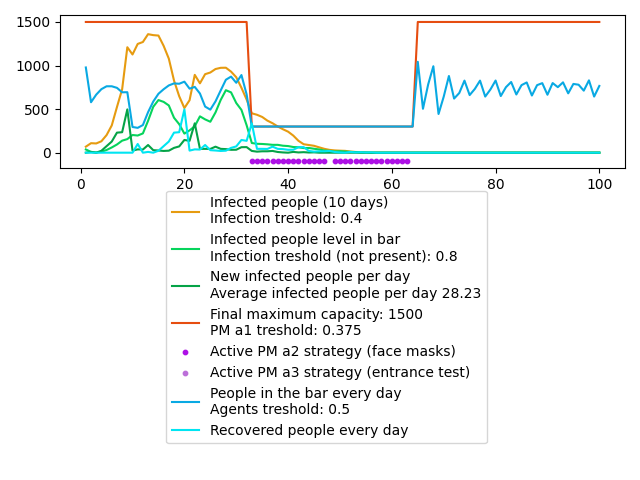 1500
1000
500
0
0
20
40
60
80
100
Infected people (10 days)
Infection treshold: 0.4
Infected people level in bar
Infection treshold (not present): 0.8
New infected people per day
Average infected people per day 28.23
Final maximum capacity: 1500
PM a1 treshold: 0.375
Active PM a2 strategy (face masks)
Active PM a3 strategy (entrance test)
People in the bar every day
Agents treshold: 0.5
Recovered people every day